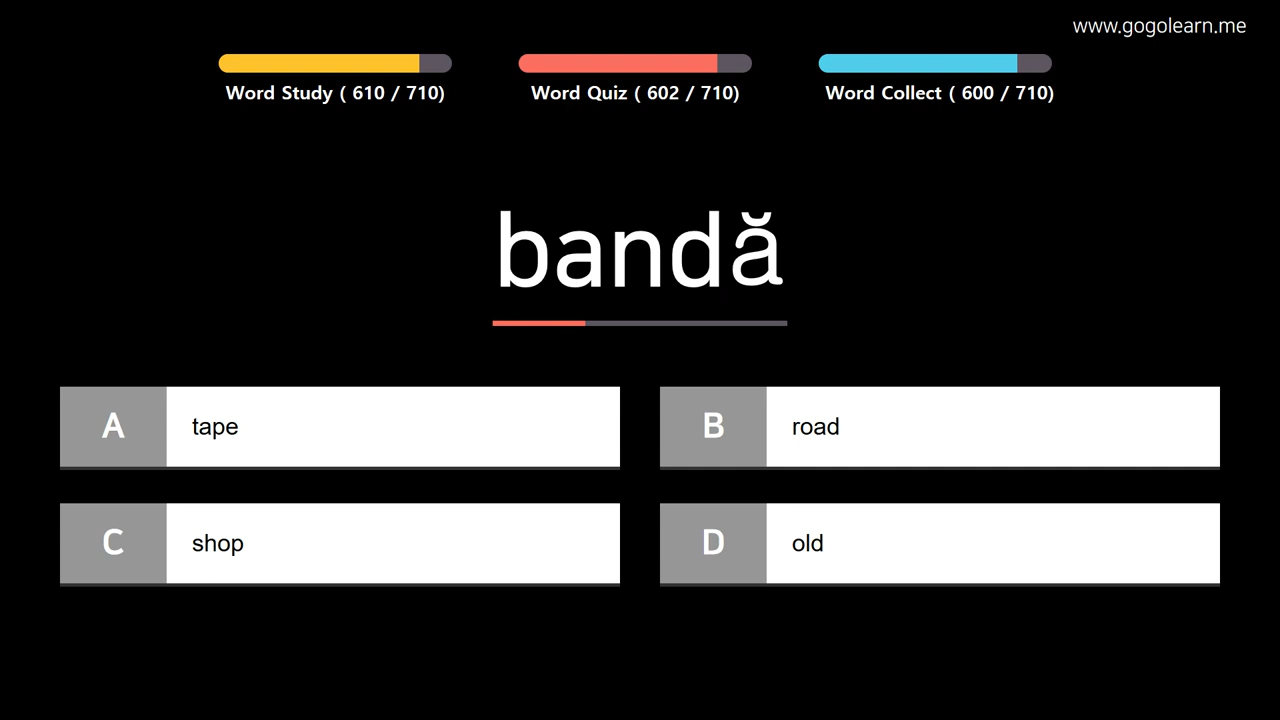 www.gogolearn.me
Word Study ( 610 / 710)
Word Quiz ( 602 / 710)
Word Collect ( 600 / 710)
bandă
A tape
B road
C shop
D old